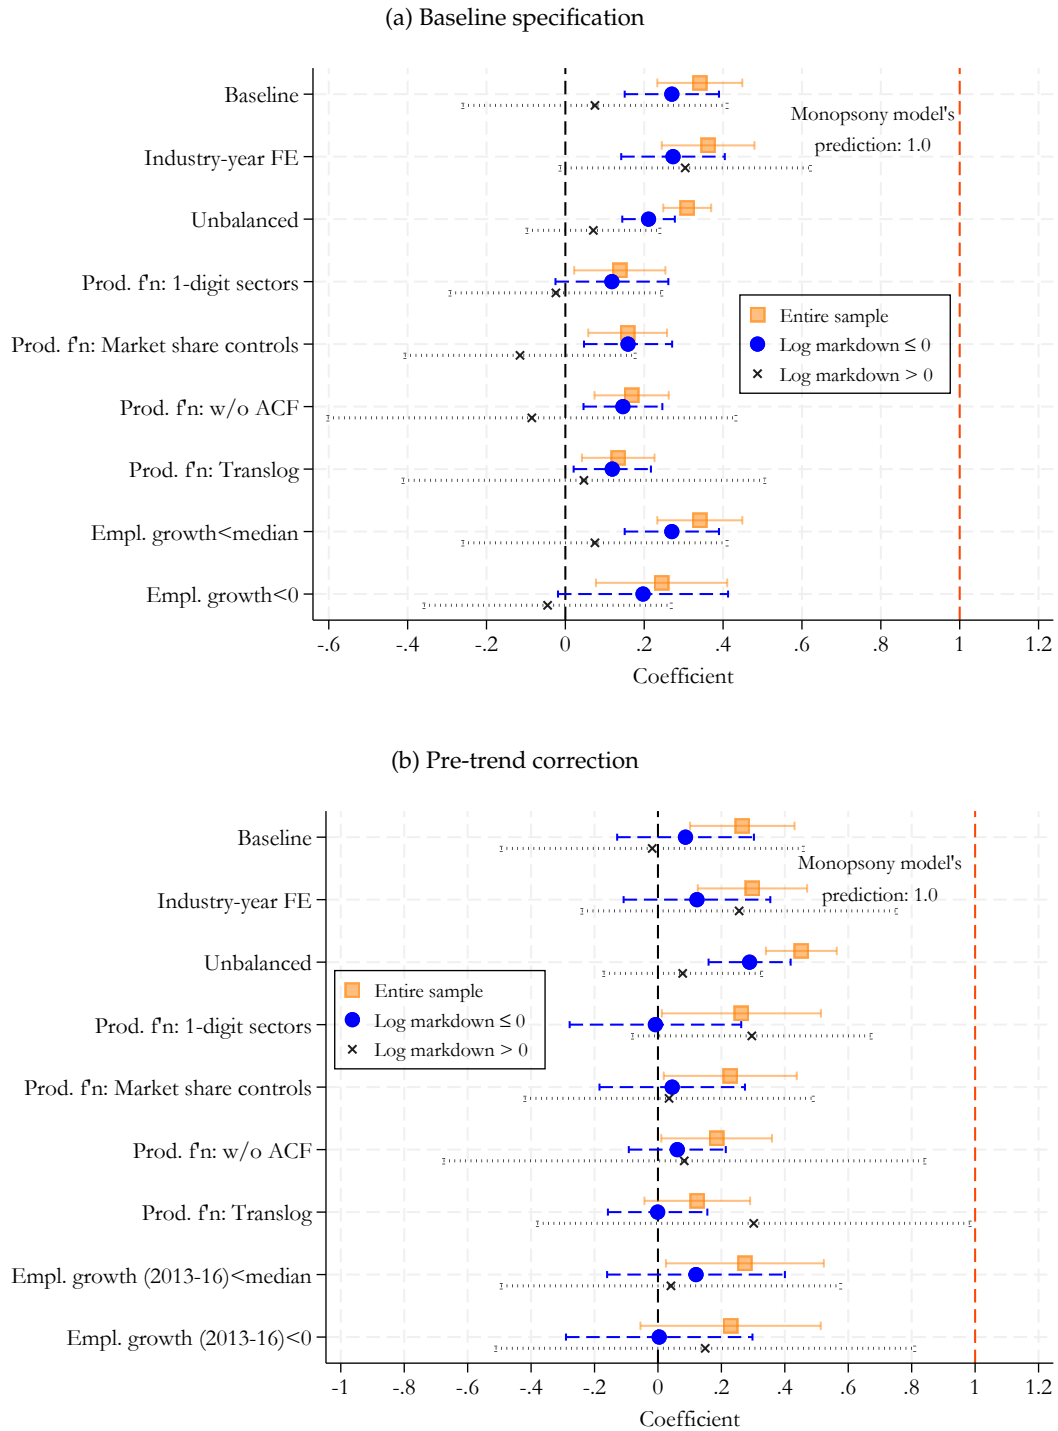 (a) Baseline specification
Baseline
Monopsony model's
prediction: 1.0
Industry-year FE
Unbalanced
Prod. f'n: 1-digit sectors
Entire sample
Log markdown ≤ 0
Log markdown > 0
Prod. f'n: Market share controls
Prod. f'n: w/o ACF
Prod. f'n: Translog
Empl. growth<median
Empl. growth<0
-.6 -.4 -.2 0 .2 .4 .6 .8 1 1.2
Coefficient
(b) Pre-trend correction
Baseline
Monopsony model's
prediction: 1.0
Industry-year FE
Unbalanced
Entire sample
Log markdown ≤ 0
Log markdown > 0
Prod. f'n: 1-digit sectors
Prod. f'n: Market share controls
Prod. f'n: w/o ACF
Prod. f'n: Translog
Empl. growth (2013-16)<median
Empl. growth (2013-16)<0
-1 -.8 -.6 -.4 -.2 0 .2 .4 .6 .8 1 1.2
Coefficient